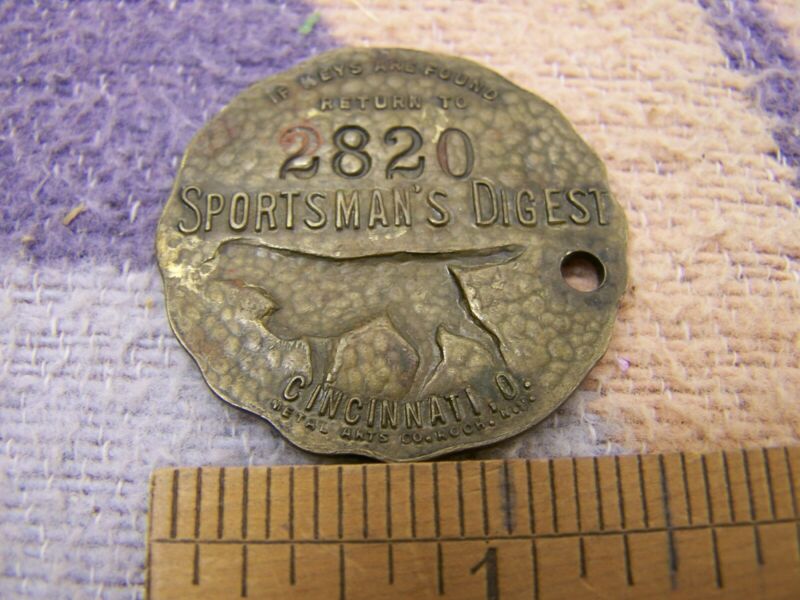 IF KEYS ARE FOUND
RETURN TO
2820
SPORTSMAN'S DIGEST
CINCINNATI, O.
METAL ARTS CO. ROCH. N.Y.
1